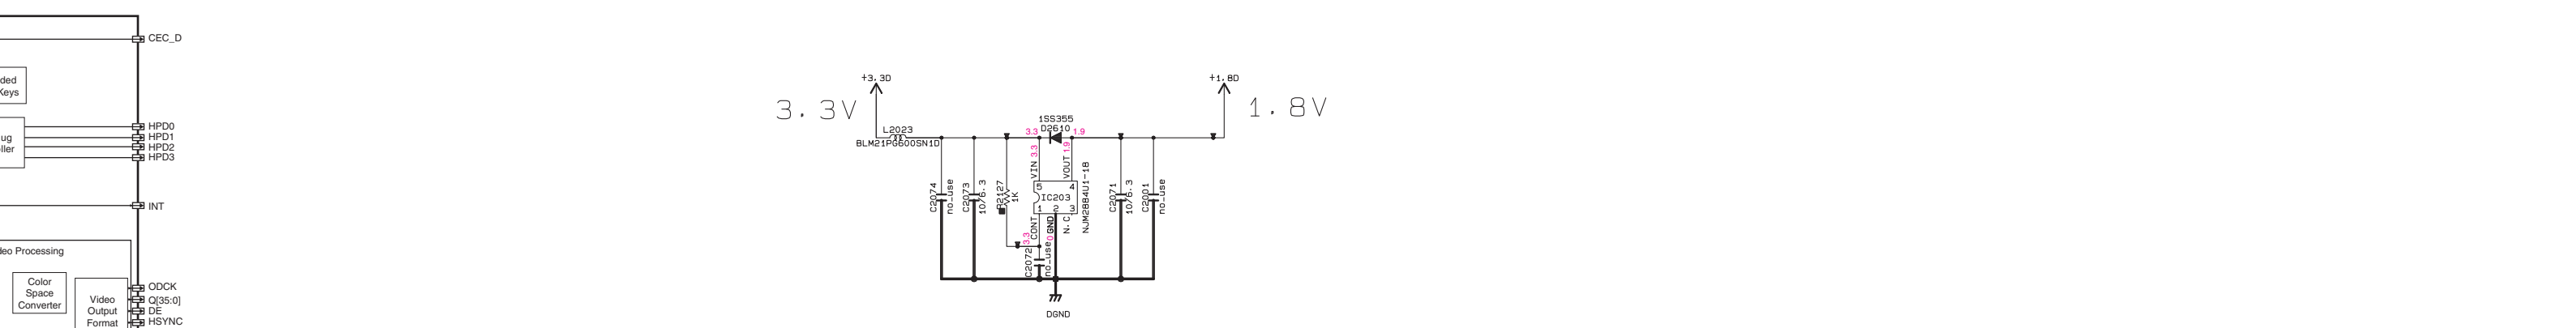 CEC_D
ded
Keys
HPD0
ug
HPD1
HPD2
ller
HPD3
INT
deo Processing
Color
Space
Converter
Video
Output
Format
ODCK
Q[35:0]
DE
HSYNC
+3.3D
3.3V
L2023
BLM21PG600SN1D
C2074
no_use
C2073
10/6.3
R2127
1K
1SS355
D2610
3.3
1.9
VIN
3.3
VOUT
1.9
5
4
IC203
1
2
3
NJM2884U1-18
CONT
3.3
GND
0
N.C
C2072
no_use
C2071
10/6.3
C2001
no_use
+1.8D
1.8V
DGND